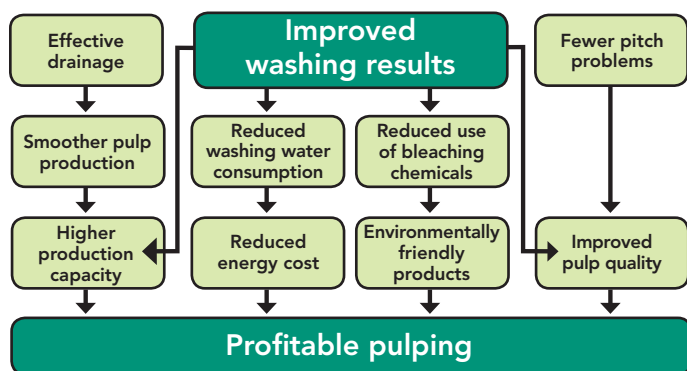 Effective
drainage
Improved
washing results
Fewer pitch
problems
Smoother pulp
production
Reduced
washing water
consumption
Reduced use
of bleaching
chemicals
Higher
production
capacity
Reduced
energy cost
Environmentally
friendly
products
Improved
pulp quality
Profitable pulping